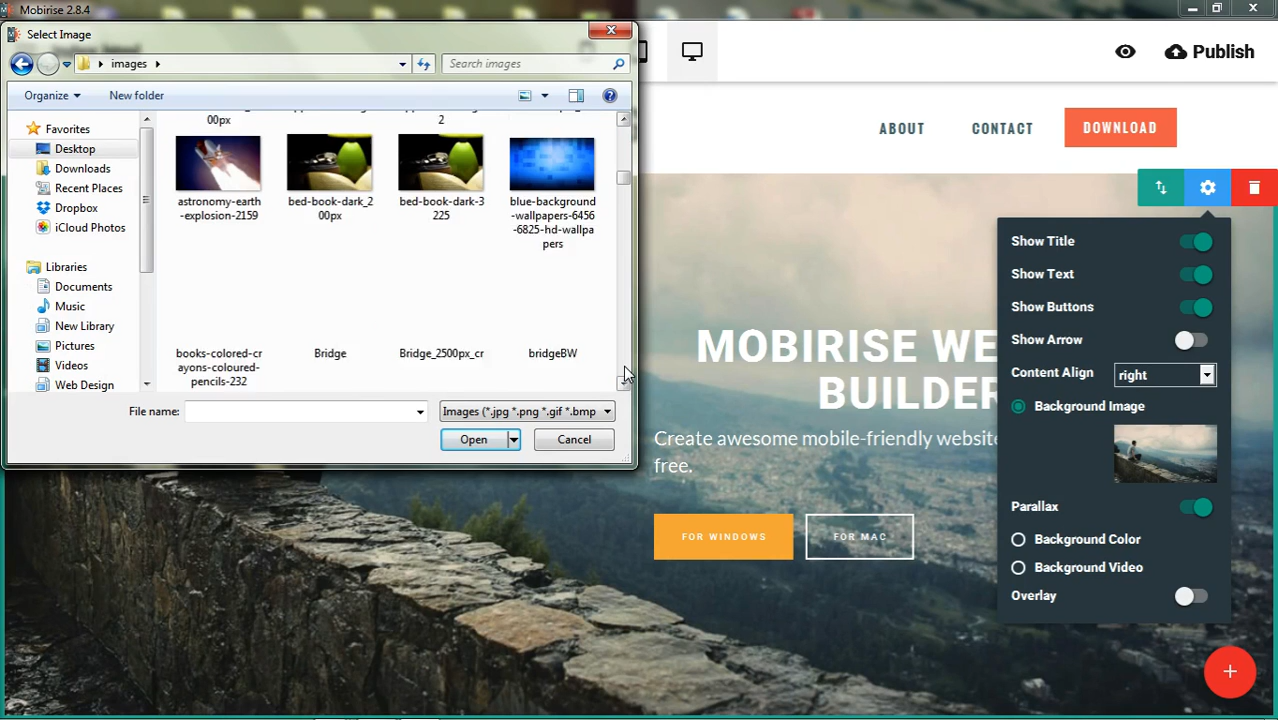 Mobirise 2.8.4
Select Image
images
Search images
Organize
New folder
Publish
Favorites
Desktop
Downloads
Recent Places
Dropbox
iCloud Photos
Libraries
Documents
Music
New Library
Pictures
Videos
Web Design
00px
2
astronomy-earth
-explosion-2159
bed-book-dark_2
00px
bed-book-dark-3
225
blue-background
-wallpapers-6456
-6825-hd-wallpa
pers
books-colored-cr
ayons-coloured-
pencils-232
Bridge
Bridge_2500px_cr
bridgeBW
File name:
Images (*.jpg *.png *.gif *.bmp
Open
Cancel
ABOUT
CONTACT
DOWNLOAD
Show Title
Show Text
Show Buttons
Show Arrow
Content Align
right
Background Image
Parallax
Background Color
Background Video
Overlay
MOBIRISE WE
BUILDER
Create awesome mobile-friendly website
free.
FOR WINDOWS
FOR MAC